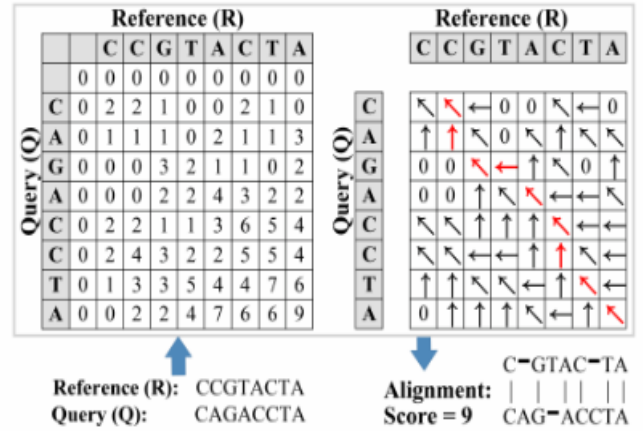 Reference (R)
C C G T A C T A
0 0 0 0 0 0 0 0 0
C 0 2 2 1 0 0 2 1 0
A 0 1 1 1 0 2 1 1 3
G 0 0 0 3 2 1 1 0 2
A 0 0 0 2 2 4 3 2 2
C 0 2 2 1 1 3 6 5 4
C 0 2 4 3 2 2 5 5 4
T 0 1 3 3 5 4 4 7 6
A 0 0 2 2 4 7 6 6 9
Query (Q)
Reference (R)
C C G T A C T A
C ↖ ↖ ← 0 0 ↖ ← 0
A ↑ ↑ ↖ 0 ↖ ↑ ↖ ↖
G 0 0 ↖ ← ↑ ↖ 0 ↑
A 0 0 ↑ ↖ ↖ ← ← ↖
C ↖ ↖ ↑ ↑ ↑ ↖ ← ←
C ↖ ↖ ← ← ↑ ↑ ↖ ←
T ↑ ↑ ↖ ↖ ← ↑ ↖ ←
A 0 ↑ ↑ ↑ ↖ ← ↑ ↖
Query (Q)
Reference (R): CCGTACTA
Query (Q): CAGACCTA
C-GTAC-TA
Alignment: | | | | | |
Score = 9 CAG-ACCTA